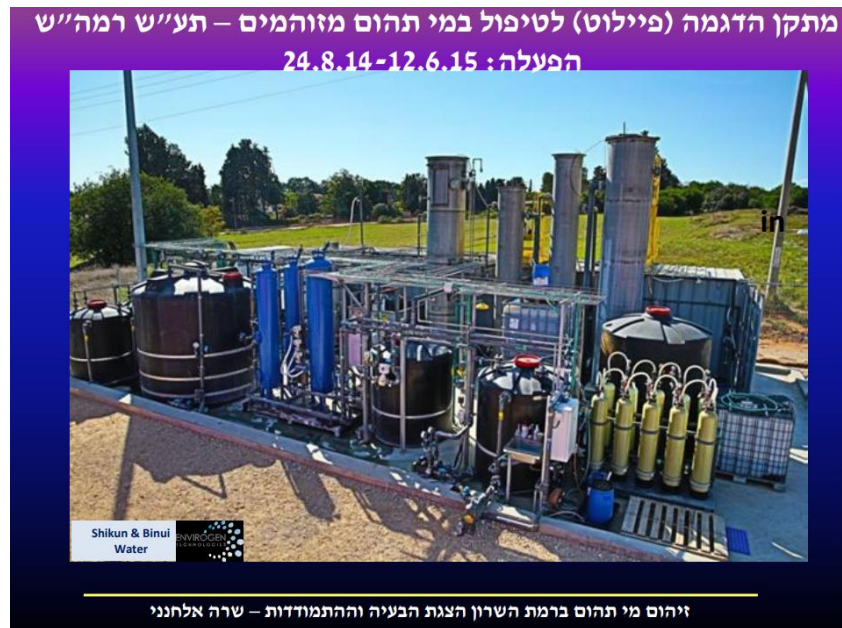 מתקן הדגמה (פיילוט) לטיפול במי תהום מזוהמים – תע״ש רמה״ש
הפעלה: 24.8.14-12.6.15
in
Shikun & Binui
Water
ENVIROGEN
TECHNOLOGIES
זיהום מי תהום ברמת השרון הצגת הבעיה וההתמודדות – שרה אלחנני